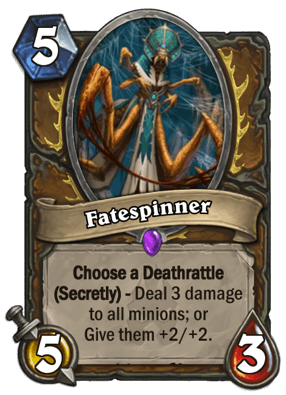 5
Fatespinner
Choose a Deathrattle
(Secretly) - Deal 3 damage
to all minions; or
Give them +2/+2.
5
3